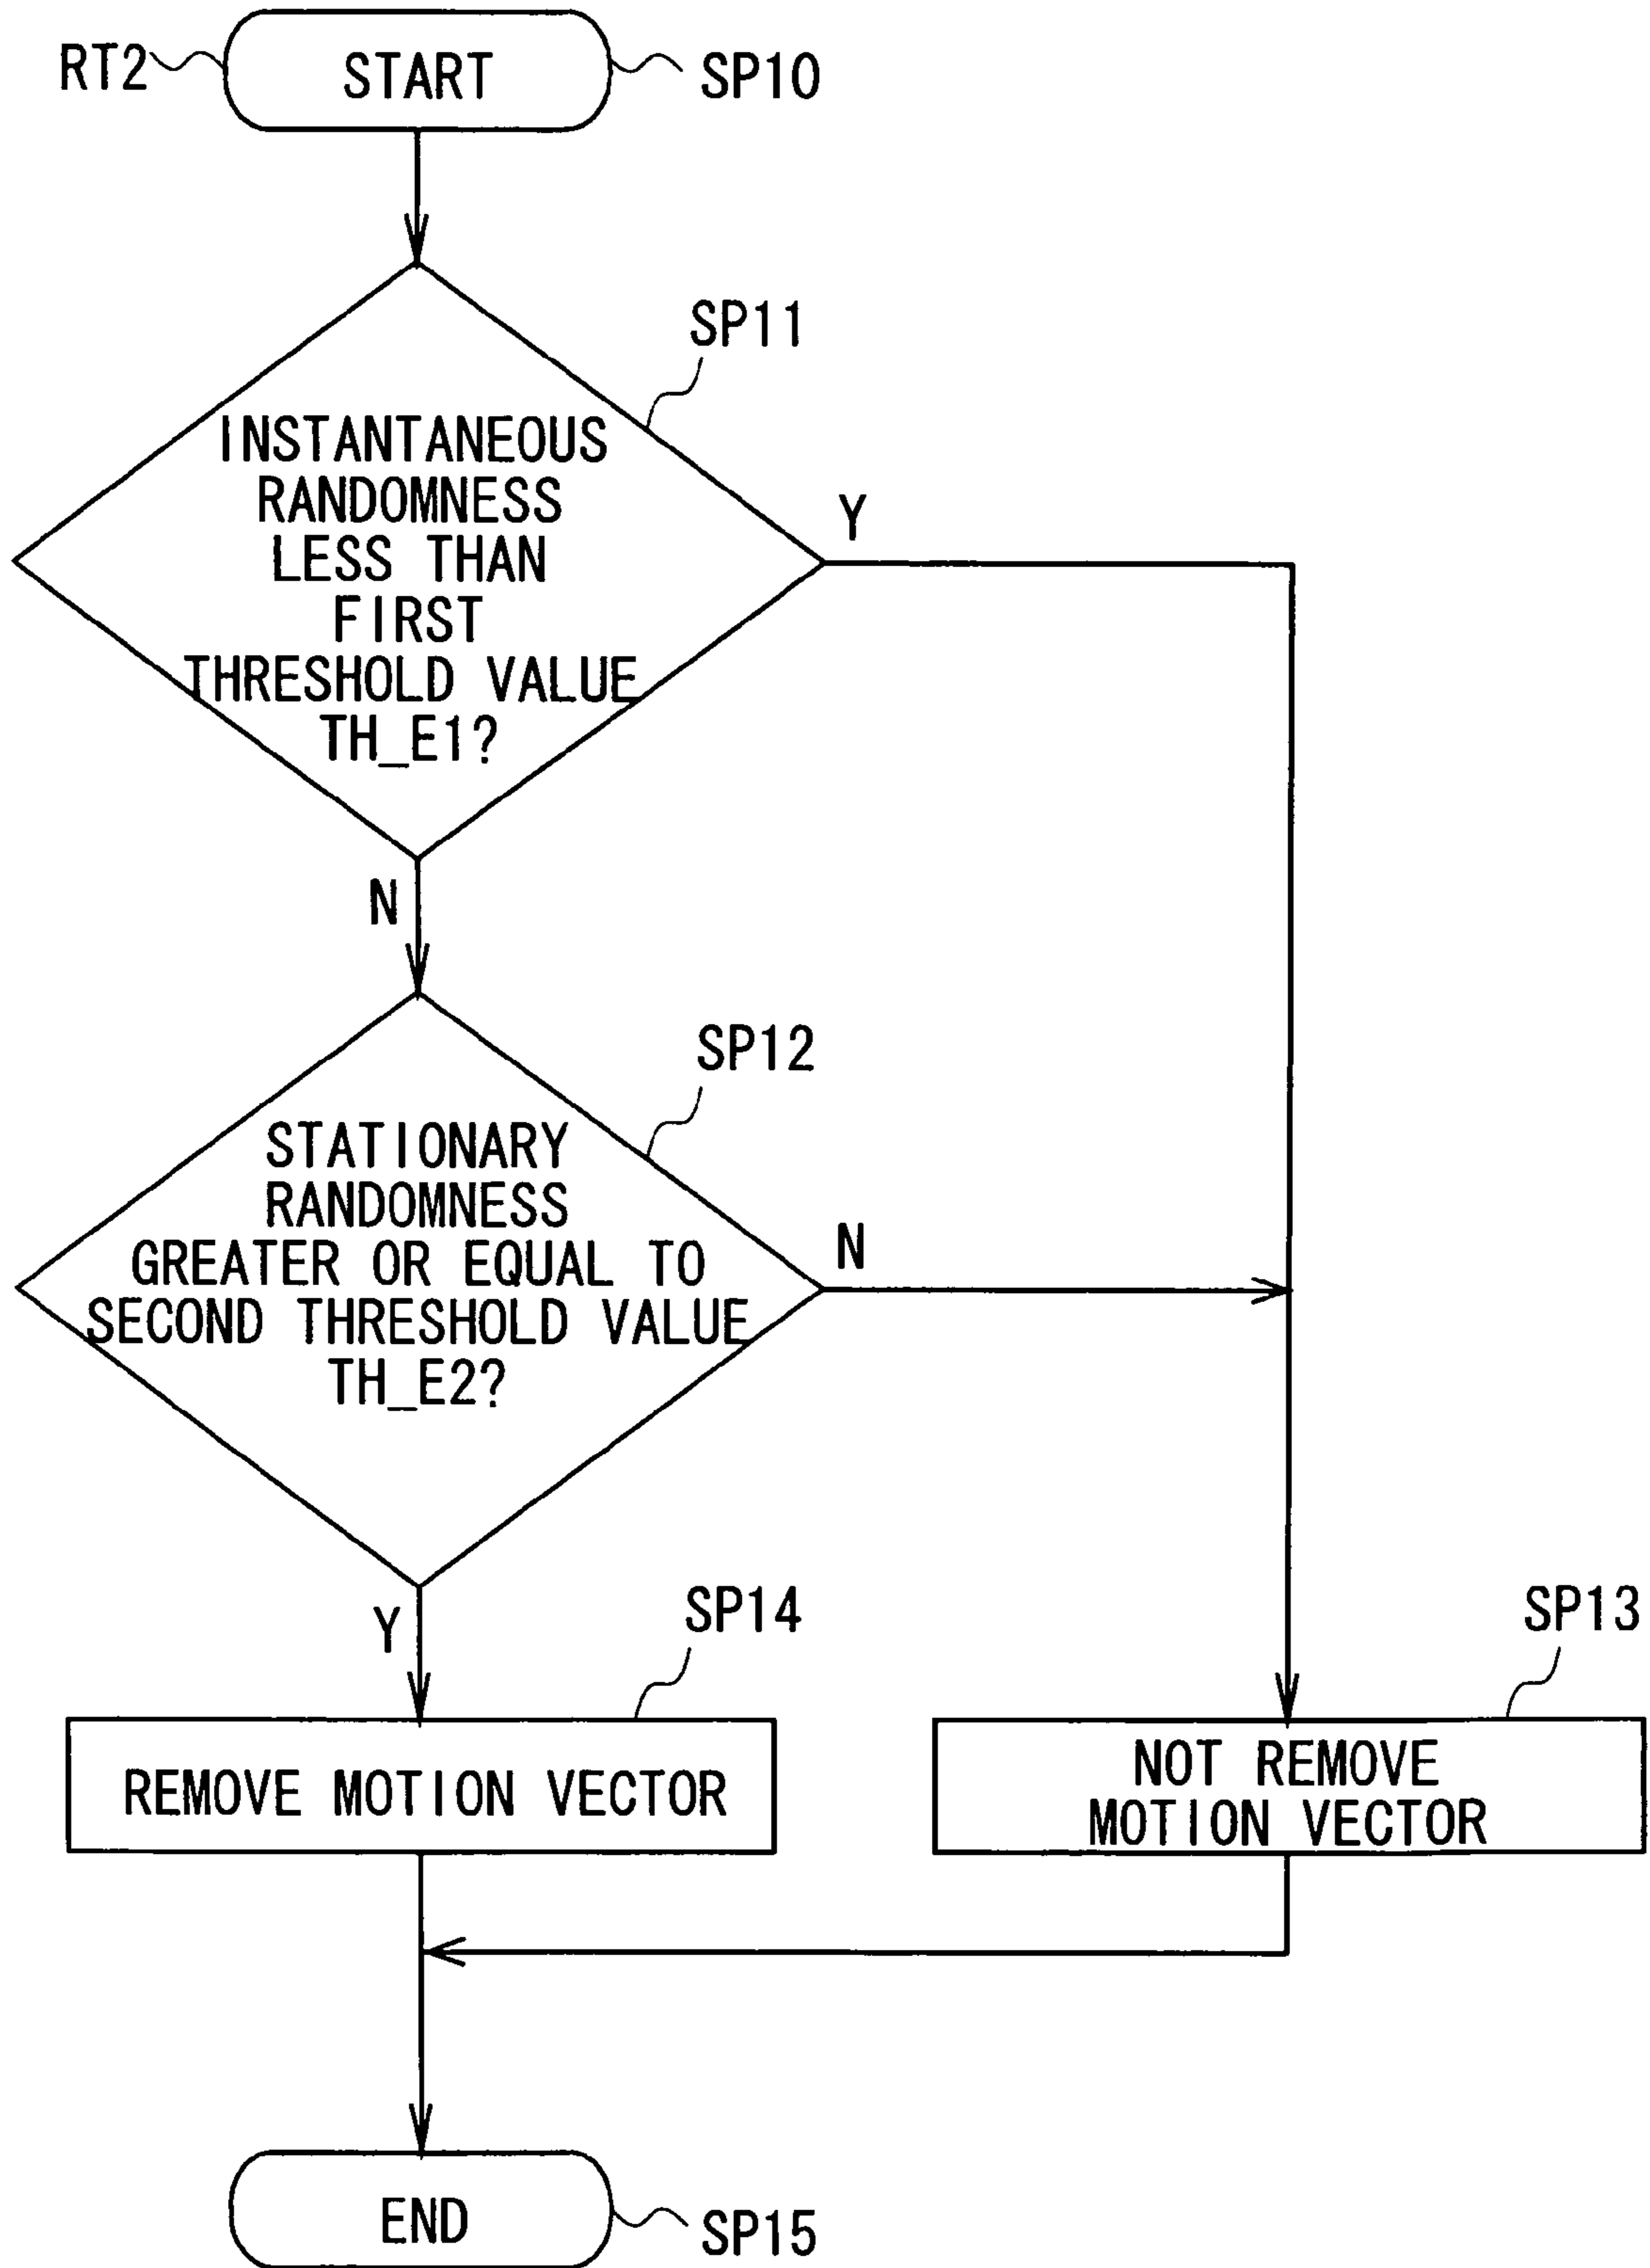 RT2
START
SP10
SP11
INSTANTANEOUS
RANDOMNESS
LESS THAN
FIRST
THRESHOLD VALUE
TH_E1?
Y
N
SP12
STATIONARY
RANDOMNESS
GREATER OR EQUAL TO
SECOND THRESHOLD VALUE
TH_E2?
N
Y
SP14
SP13
REMOVE MOTION VECTOR
NOT REMOVE
MOTION VECTOR
END
SP15